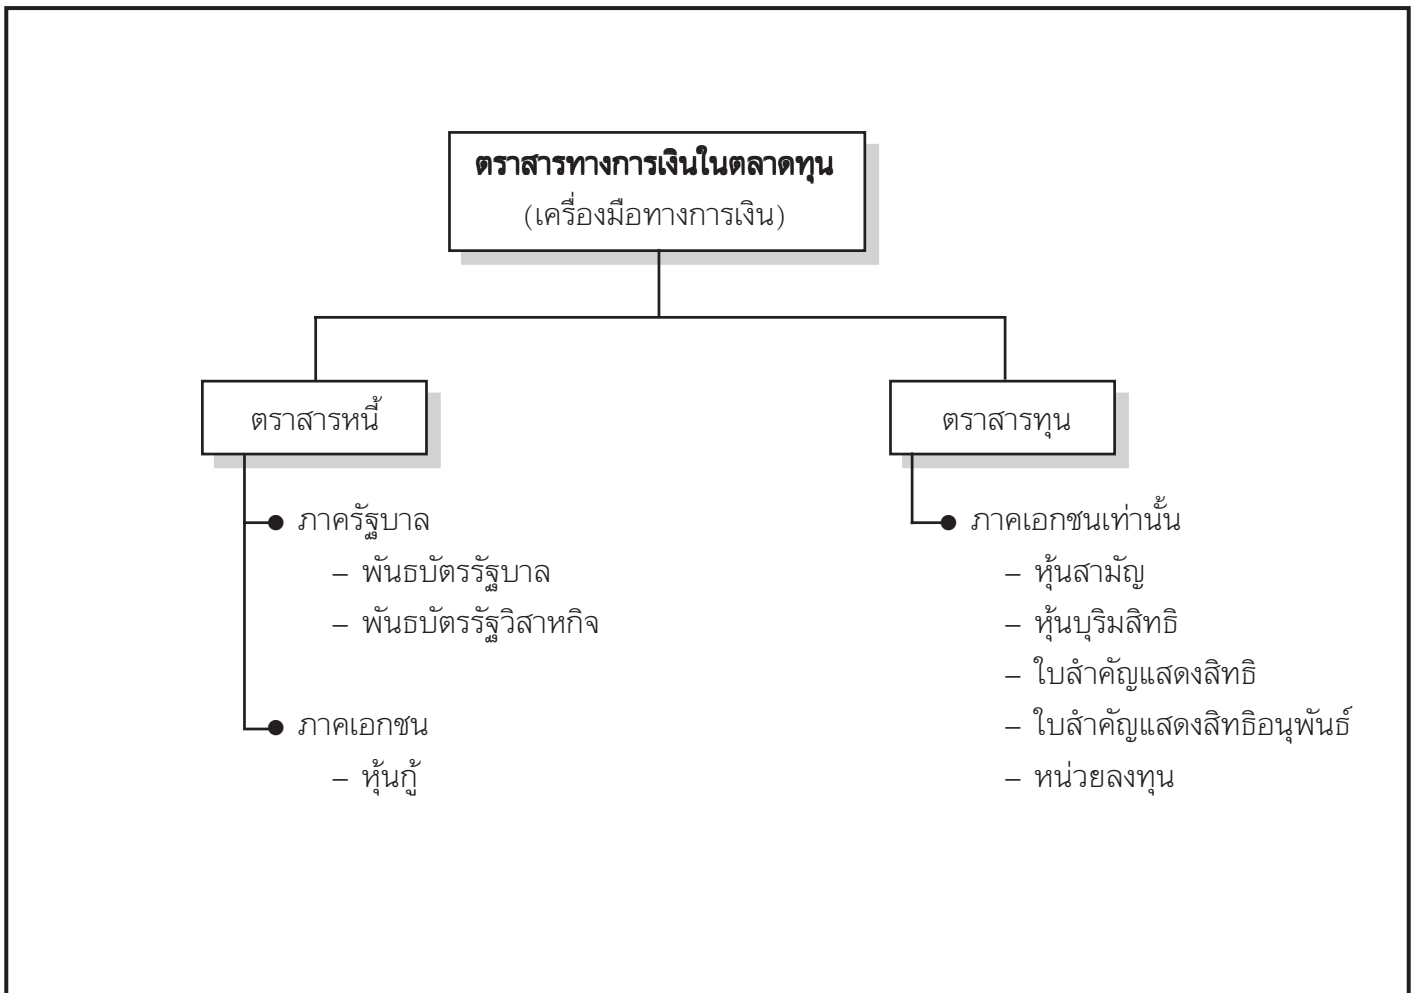 ตราสารทางการเงินในตลาดทุน
(เครื่องมือทางการเงิน)
ตราสารหนี้
ภาครัฐบาล
– พันธบัตรรัฐบาล
– พันธบัตรรัฐวิสาหกิจ
ภาคเอกชน
– หุ้นกู้
ตราสารทุน
ภาคเอกชนเท่านั้น
– หุ้นสามัญ
– หุ้นบุริมสิทธิ
– ใบสำคัญแสดงสิทธิ
– ใบสำคัญแสดงสิทธิอนุพันธ์
– หน่วยลงทุน